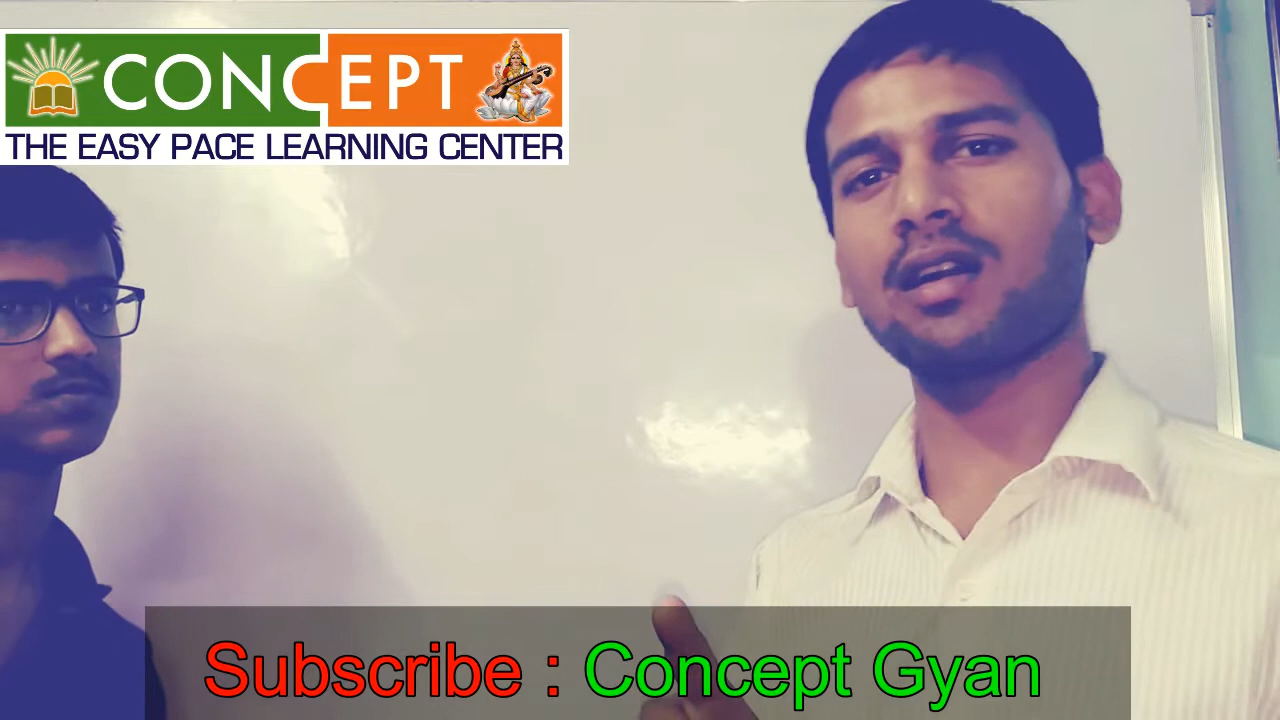 CONCEPT
THE EASY PACE LEARNING CENTER
Subscribe : Concept Gyan